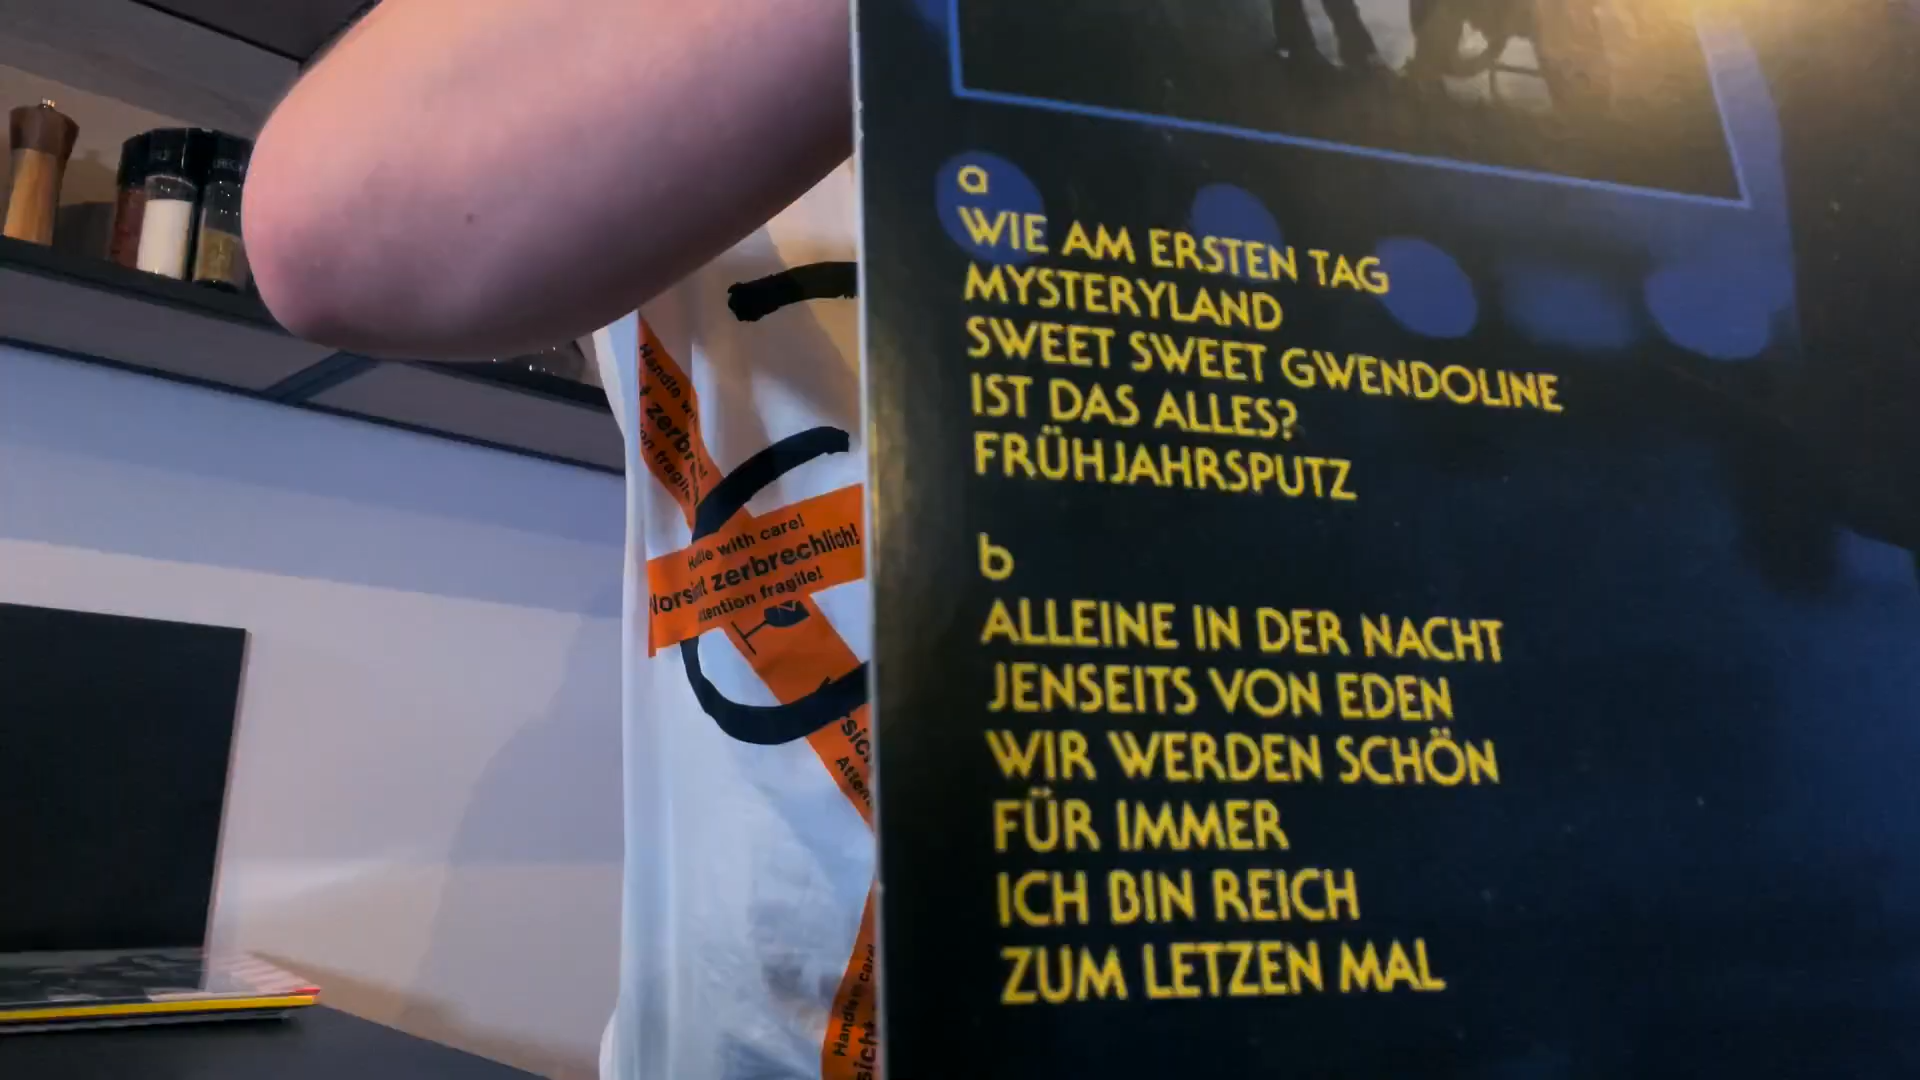 a
WIE AM ERSTEN TAG
MYSTERYLAND
SWEET SWEET GWENDOLINE
IST DAS ALLES?
FRÜHJAHRSPUTZ
b
ALLEINE IN DER NACHT
JENSEITS VON EDEN
WIR WERDEN SCHÖN
FÜR IMMER
ICH BIN REICH
ZUM LETZEN MAL
Handle with care!
Vorsicht zerbrechlich!
Attention fragile!